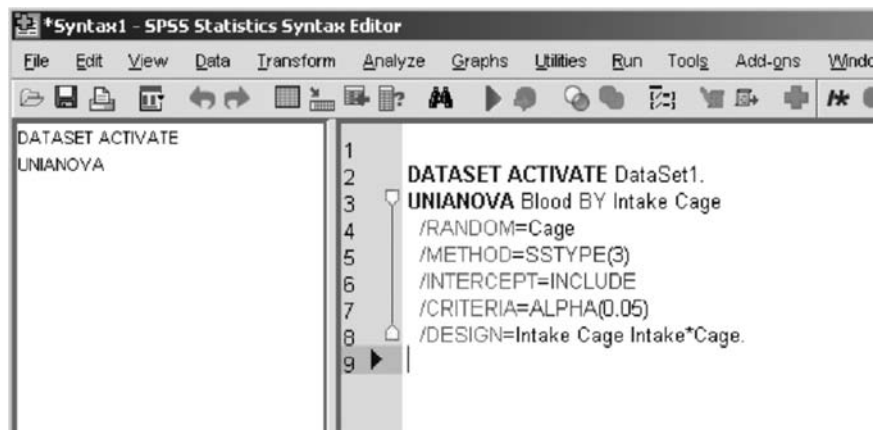 *Syntax1 - SPSS Statistics Syntax Editor
File Edit View Data Transform Analyze Graphs Utilities Run Tools Add-ons Windo
DATASET ACTIVATE
UNIANOVA
1
2 DATASET ACTIVATE DataSet1.
3 UNIANOVA Blood BY Intake Cage
4 /RANDOM=Cage
5 /METHOD=SSTYPE(3)
6 /INTERCEPT=INCLUDE
7 /CRITERIA=ALPHA(0.05)
8 /DESIGN=Intake Cage Intake*Cage.
9